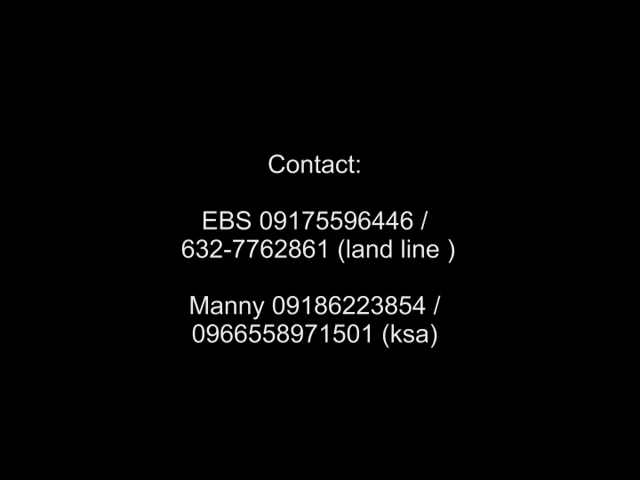 Contact:
EBS 09175596446 /
632-7762861 (land line )
Manny 09186223854 /
0966558971501 (ksa)